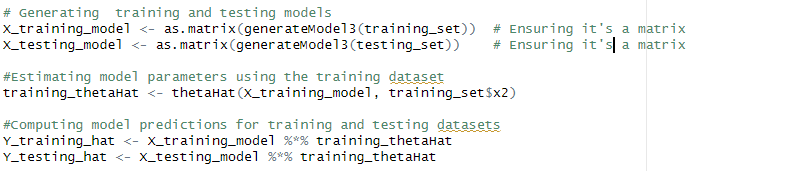 # Generating  training and testing models
X_training_model <- as.matrix(generateModel3(training_set))  # Ensuring it's a matrix
X_testing_model <- as.matrix(generateModel3(testing_set))    # Ensuring it's a matrix
#Estimating model parameters using the training dataset
training_thetaHat <- thetaHat(X_training_model, training_set$x2)
#Computing model predictions for training and testing datasets
Y_training_hat <- X_training_model %*% training_thetaHat
Y_testing_hat <- X_testing_model %*% training_thetaHat